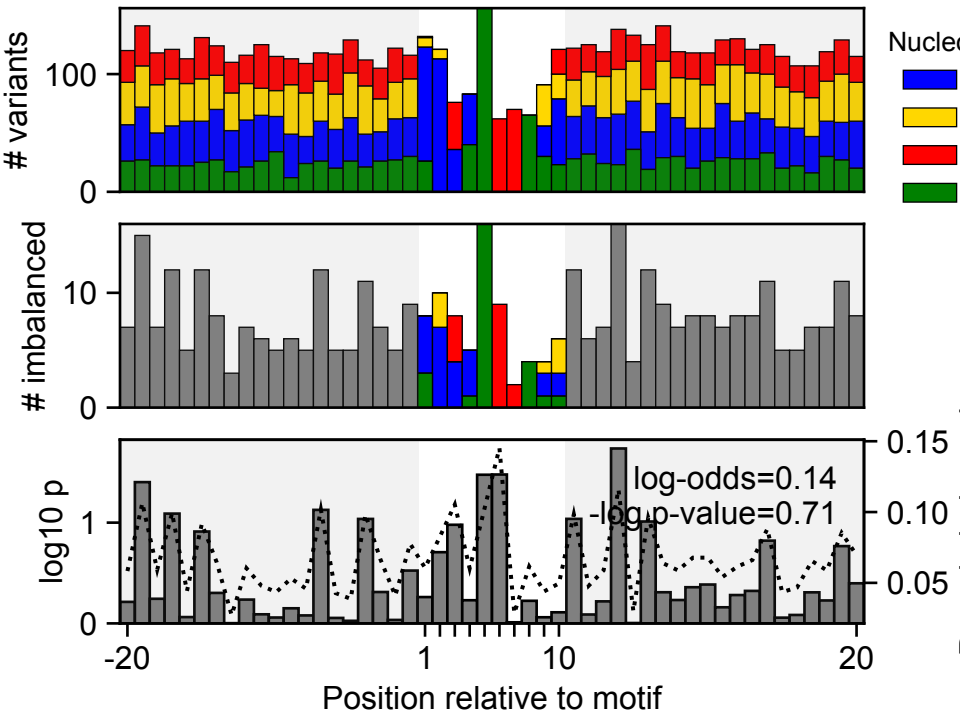 # variants
100
0
Nucleo
# imbalanced
10
0
log10 p
1
0
log-odds=0.14
-log p-value=0.71
0.15
0.10
0.05
-20
1
10
20
Position relative to motif